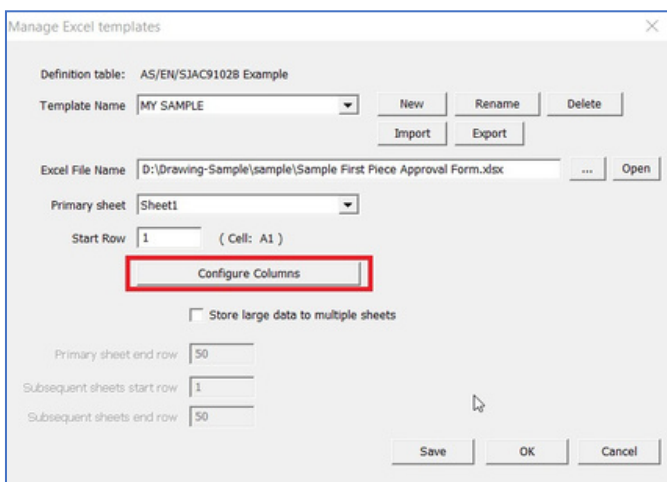 Manage Excel templates
Definition table: AS/EN/SJAC9102B Example
Template Name MY SAMPLE New Rename Delete
Import Export
Excel File Name D:\Drawing-Sample\sample\Sample First Piece Approval Form.xlsx ... Open
Primary sheet Sheet1
Start Row 1 ( Cell: A1 )
Configure Columns
Store large data to multiple sheets
Primary sheet end row 50
Subsequent sheets start row 1
Subsequent sheets end row 50
Save OK Cancel